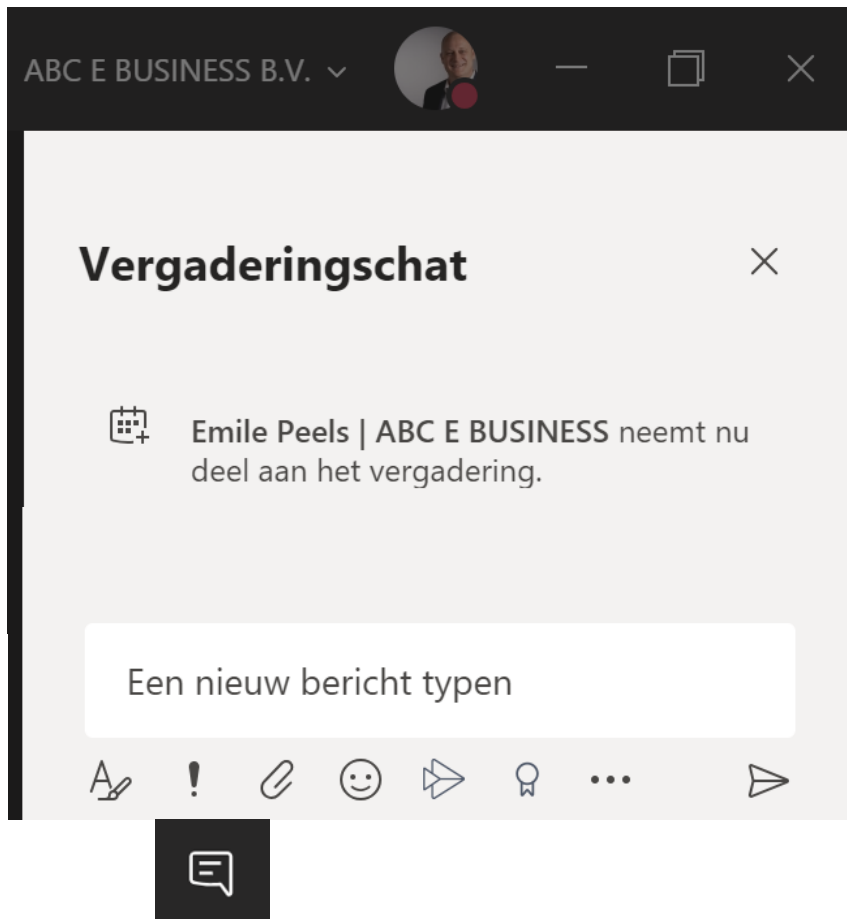 ABC E BUSINESS B.V.
Vergaderingschat
Emile Peels | ABC E BUSINESS neemt nu
deel aan het vergadering.
Een nieuw bericht typen